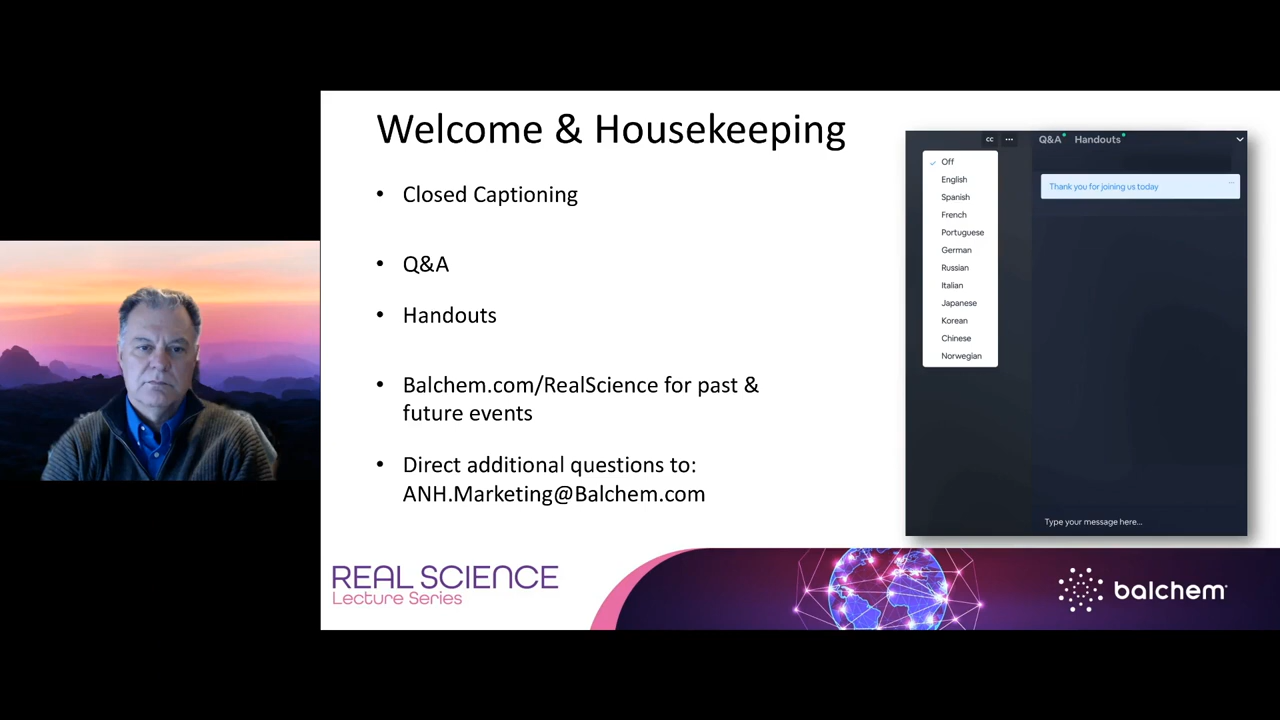 Welcome & Housekeeping
• Closed Captioning
• Q&A
• Handouts
• Balchem.com/RealScience for past &
future events
• Direct additional questions to:
ANH.Marketing@Balchem.com
CC ...
Q&A Handouts
Off
English
Spanish
French
Portuguese
German
Russian
Italian
Japanese
Korean
Chinese
Norwegian
Thank you for joining us today
Type your message here...
REAL SCIENCE
Lecture Series
balchem